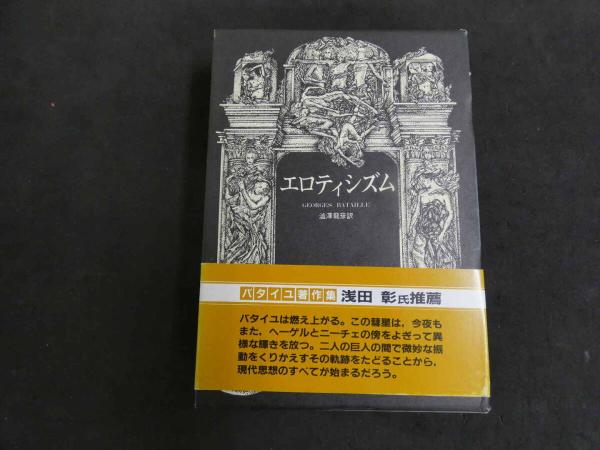 エロティシズム
GEORGES BATAILLE
澁澤龍彦訳
バタイユ著作集 浅田 彰氏推薦
バタイユは燃え上がる。この彗星は、今夜も
また、ヘーゲルとニーチェの傍をよぎって異
様な輝きを放つ。二人の巨人の間で微妙な振
動をくりかえすその軌跡をたどることから、
現代思想のすべてが始まるだろう。